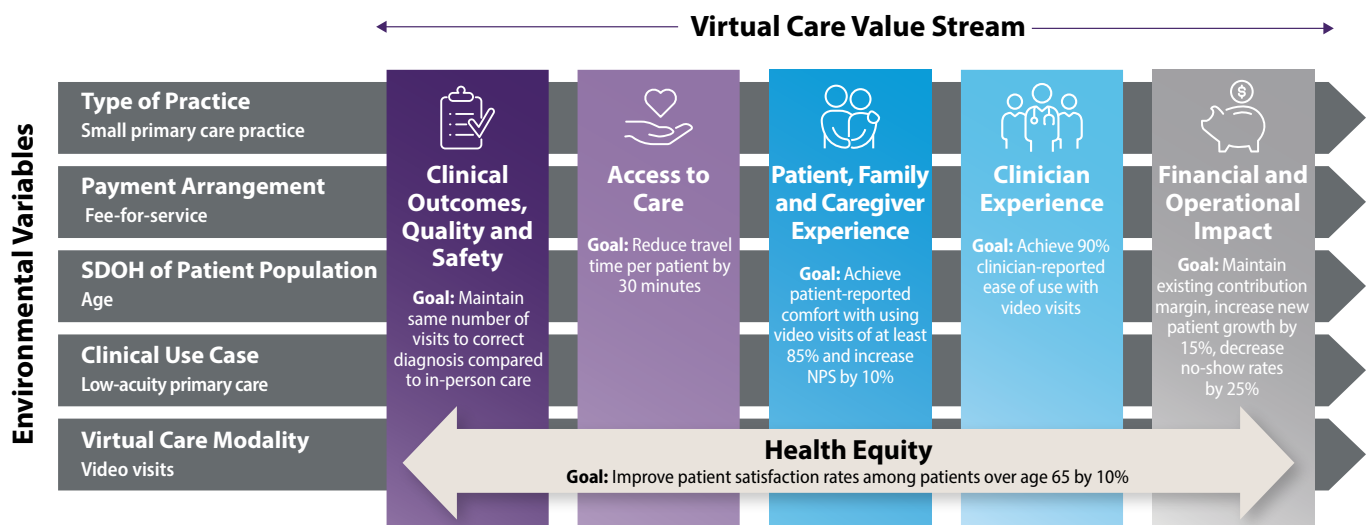 Virtual Care Value Stream
Environmental Variables
Type of Practice
Small primary care practice
Payment Arrangement
Fee-for-service
SDOH of Patient Population
Age
Clinical Use Case
Low-acuity primary care
Virtual Care Modality
Video visits
Clinical
Outcomes,
Quality and
Safety
Goal: Maintain
same number of
visits to correct
diagnosis compared
to in-person care
Access to
Care
Goal: Reduce travel
time per patient by
30 minutes
Patient, Family
and Caregiver
Experience
Goal: Achieve
patient-reported
comfort with using
video visits of at least
85% and increase
NPS by 10%
Clinician
Experience
Goal: Achieve 90%
clinician-reported
ease of use with
video visits
$
Financial and
Operational
Impact
Goal: Maintain
existing contribution
margin, increase new
patient growth by
15%, decrease
no-show rates
by 25%
Health Equity
Goal: Improve patient satisfaction rates among patients over age 65 by 10%